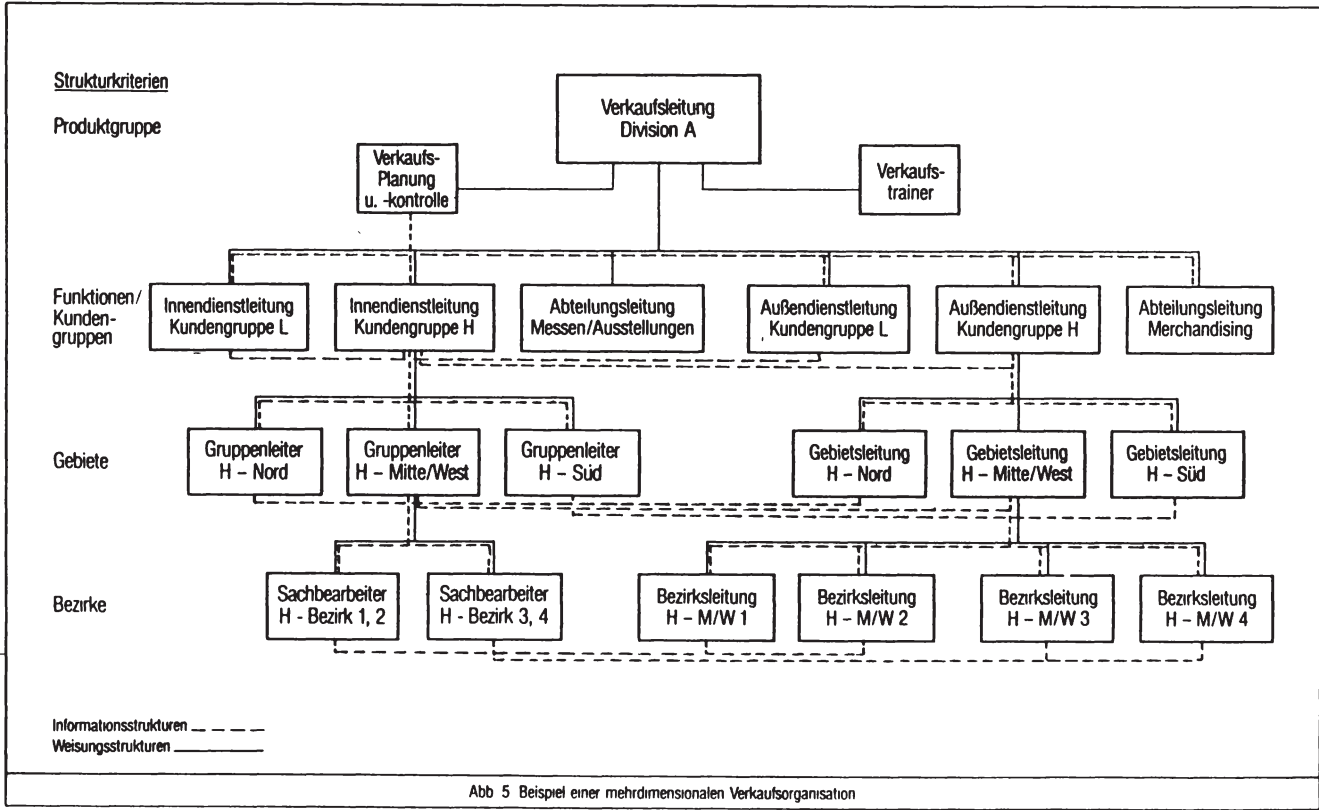 Strukturkriterien
Produktgruppe
Verkaufsleitung
Division A
Verkaufs-
Planung
u. -kontrolle
Verkaufs-
trainer
Funktionen/
Kunden-
gruppen
Innendienstleitung
Kundengruppe L
Innendienstleitung
Kundengruppe H
Abteilungsleitung
Messen/Ausstellungen
Außendienstleitung
Kundengruppe L
Außendienstleitung
Kundengruppe H
Abteilungsleitung
Merchandising
Gebiete
Gruppenleiter
H – Nord
Gruppenleiter
H – Mitte/West
Gruppenleiter
H – Süd
Gebietsleitung
H – Nord
Gebietsleitung
H – Mitte/West
Gebietsleitung
H – Süd
Bezirke
Sachbearbeiter
H - Bezirk 1, 2
Sachbearbeiter
H - Bezirk 3, 4
Bezirksleitung
H – M/W 1
Bezirksleitung
H – M/W 2
Bezirksleitung
H – M/W 3
Bezirksleitung
H – M/W 4
Informationsstrukturen
Weisungsstrukturen
Abb 5 Beispiel einer mehrdimensionalen Verkaufsorganisation